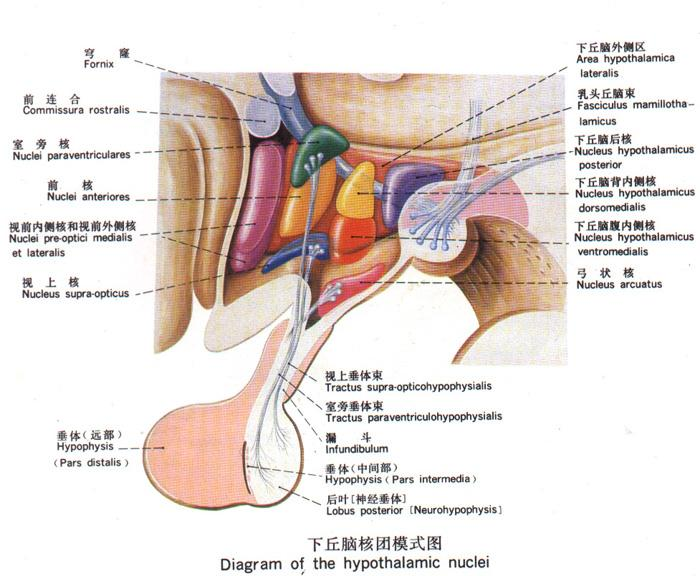 穹 隆
Fornix
前 连 合
Commissura rostralis
室 旁 核
Nuclei paraventriculares
前 核
Nuclei anteriores
视前内侧核和视前外侧核
Nuclei pre-optici medialis
et lateralis
视 上 核
Nucleus supra-opticus
下丘脑外侧区
Area hypothalamica
lateralis
乳头丘脑束
Fasciculus mamillotha-
lamicus
下丘脑后核
Nucleus hypothalamicus
posterior
下丘脑背内侧核
Nucleus hypothalamicus
dorsomedialis
下丘脑腹内侧核
Nucleus hypothalamicus
ventromedialis
弓 状 核
Nucleus arcuatus
视上垂体束
Tractus supra-opticohypophysialis
室旁垂体束
Tractus paraventriculohypophysialis
漏 斗
Infundibulum
垂体(中间部)
Hypophysis (Pars intermedia)
后叶[神经垂体]
Lobus posterior [Neurohypophysis]
垂体(远部)
Hypophysis
(Pars distalis)
下丘脑核团模式图
Diagram of the hypothalamic nuclei